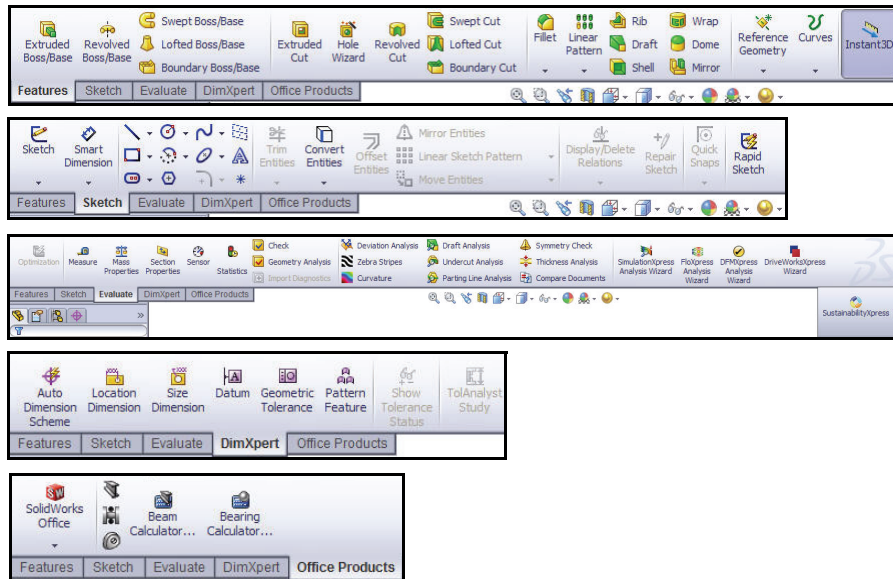 Extruded Boss/Base
Revolved Boss/Base
Swept Boss/Base
Lofted Boss/Base
Boundary Boss/Base
Extruded Cut
Hole Wizard
Revolved Cut
Swept Cut
Lofted Cut
Boundary Cut
Fillet
Linear Pattern
Rib
Draft
Shell
Wrap
Dome
Mirror
Reference Geometry
Curves
Instant3D
Features Sketch Evaluate DimXpert Office Products
Sketch
Smart Dimension
Trim Entities
Convert Entities
Offset Entities
Mirror Entities
Linear Sketch Pattern
Move Entities
Display/Delete Relations
Repair Sketch
Quick Snaps
Rapid Sketch
Features Sketch Evaluate DimXpert Office Products
Optimization
Measure
Mass Properties
Section Properties
Sensor
Statistics
Check
Geometry Analysis
Import Diagnostics
Deviation Analysis
Zebra Stripes
Curvature
Draft Analysis
Undercut Analysis
Parting Line Analysis
Symmetry Check
Thickness Analysis
Compare Documents
SimulationXpress Analysis Wizard
FloXpress Analysis Wizard
DFMXpress Analysis Wizard
DriveWorksXpress Wizard
Features Sketch Evaluate DimXpert Office Products
»
SustainabilityXpress
Auto Dimension Scheme
Location Dimension
Size Dimension
Datum
Geometric Tolerance
Pattern Feature
Show Tolerance Status
TolAnalyst Study
Features Sketch Evaluate DimXpert Office Products
SolidWorks Office
Beam Calculator...
Bearing Calculator...
Features Sketch Evaluate DimXpert Office Products